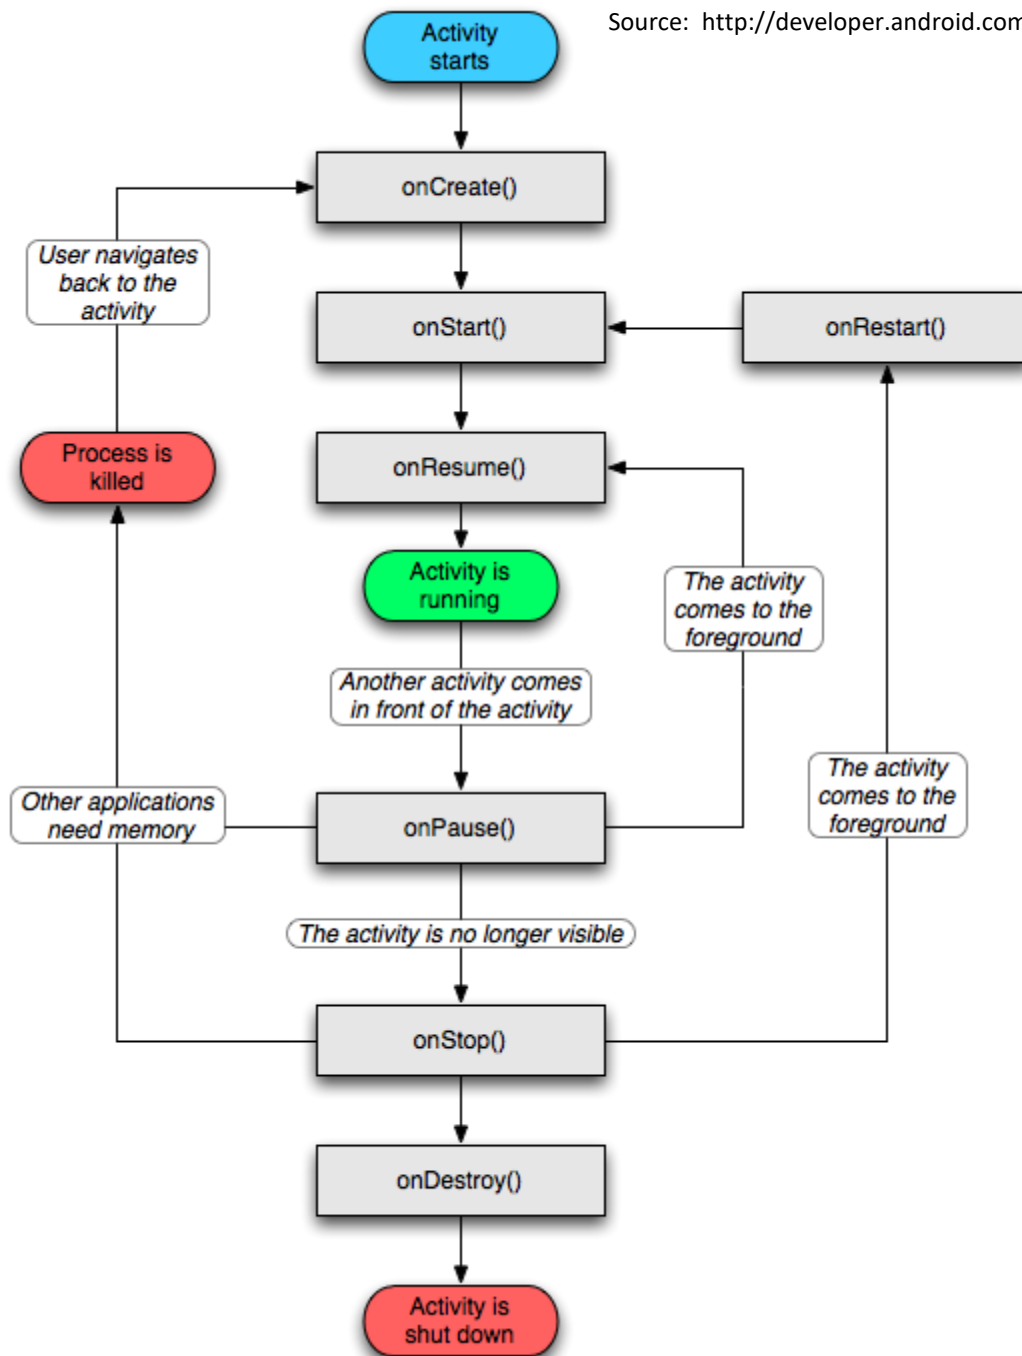 Activity
starts
Source:  http://developer.android.com
onCreate()
User navigates
back to the
activity
onStart()
onRestart()
Process is
killed
onResume()
Activity is
running
The activity
comes to the
foreground
Another activity comes
in front of the activity
The activity
comes to the
foreground
Other applications
need memory
onPause()
The activity is no longer visible
onStop()
onDestroy()
Activity is
shut down